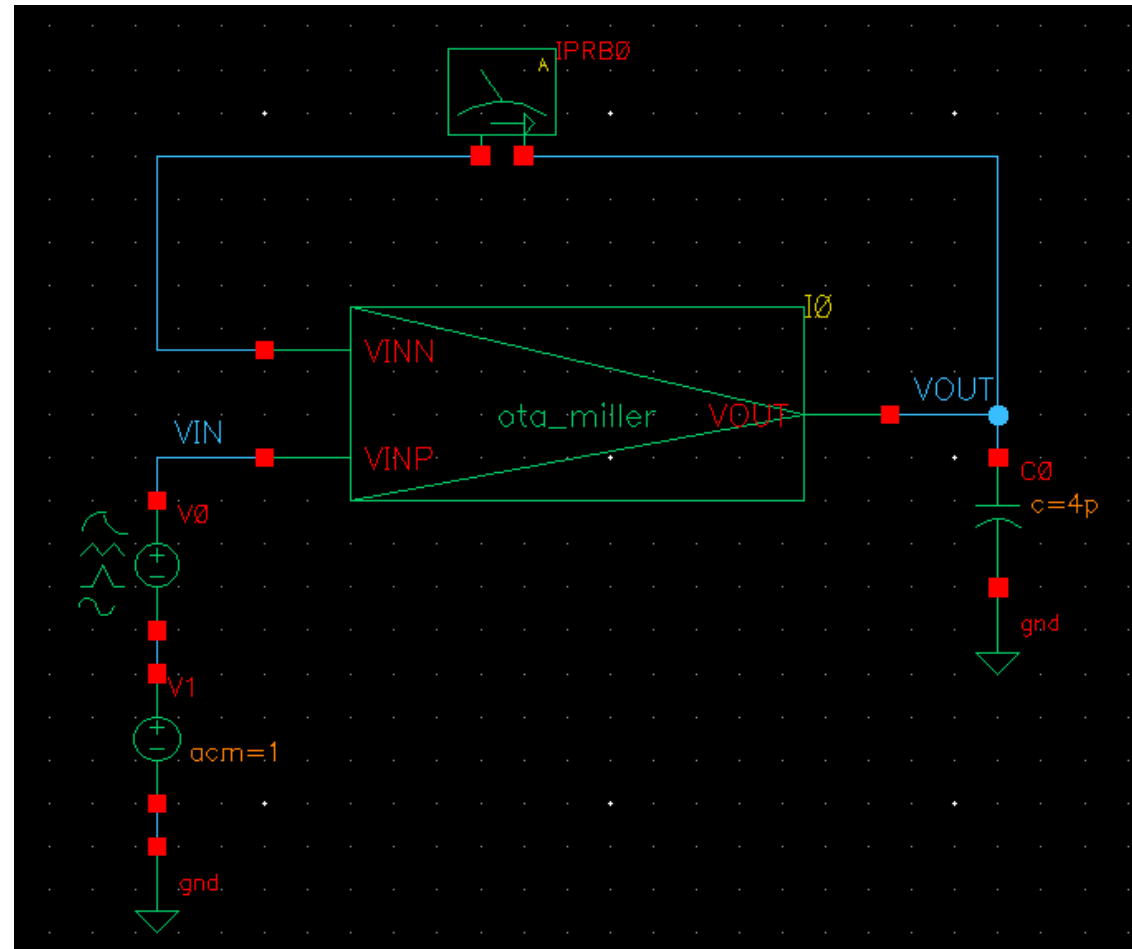 IPRB0
A
I0
VINN
VOUT
ota_miller
VOUT
VIN
VINP
C0
c=4p
V0
gnd
V1
acm=1
gnd